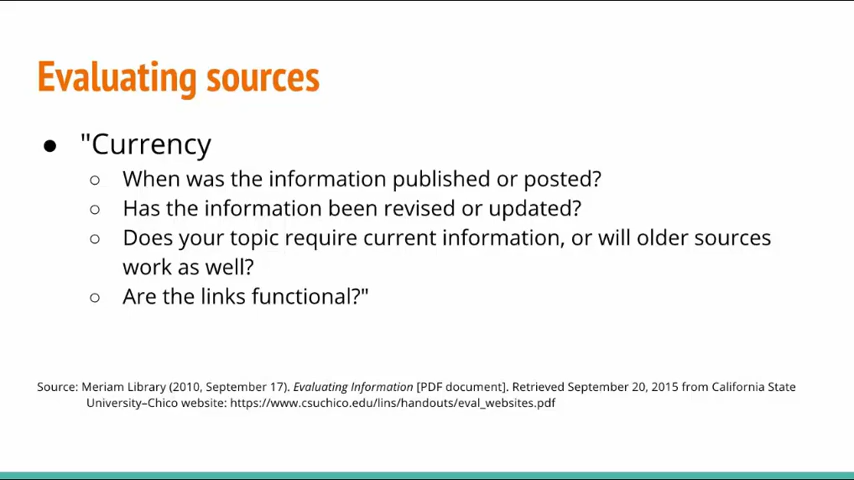 Evaluating sources
● "Currency
○ When was the information published or posted?
○ Has the information been revised or updated?
○ Does your topic require current information, or will older sources
work as well?
○ Are the links functional?"
Source: Meriam Library (2010, September 17). Evaluating Information [PDF document]. Retrieved September 20, 2015 from California State
University–Chico website: https://www.csuchico.edu/lins/handouts/eval_websites.pdf